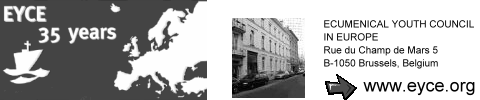 EYCE
35 years
ECUMENICAL YOUTH COUNCIL
IN EUROPE
Rue du Champ de Mars 5
B-1050 Brussels, Belgium
www.eyce.org